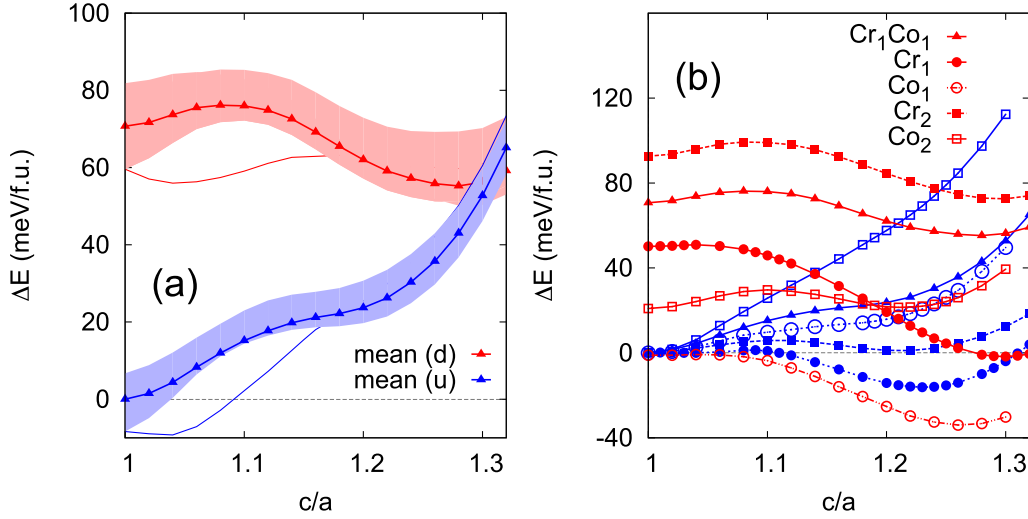 100
80
60
40
20
0
ΔE (meV/f.u.)
(a)
mean (d)
mean (u)
1
1.1
1.2
1.3
c/a
120
80
40
0
-40
ΔE (meV/f.u.)
(b)
Cr₁Co₁
Cr₁
Co₁
Cr₂
Co₂
1
1.1
1.2
1.3
c/a